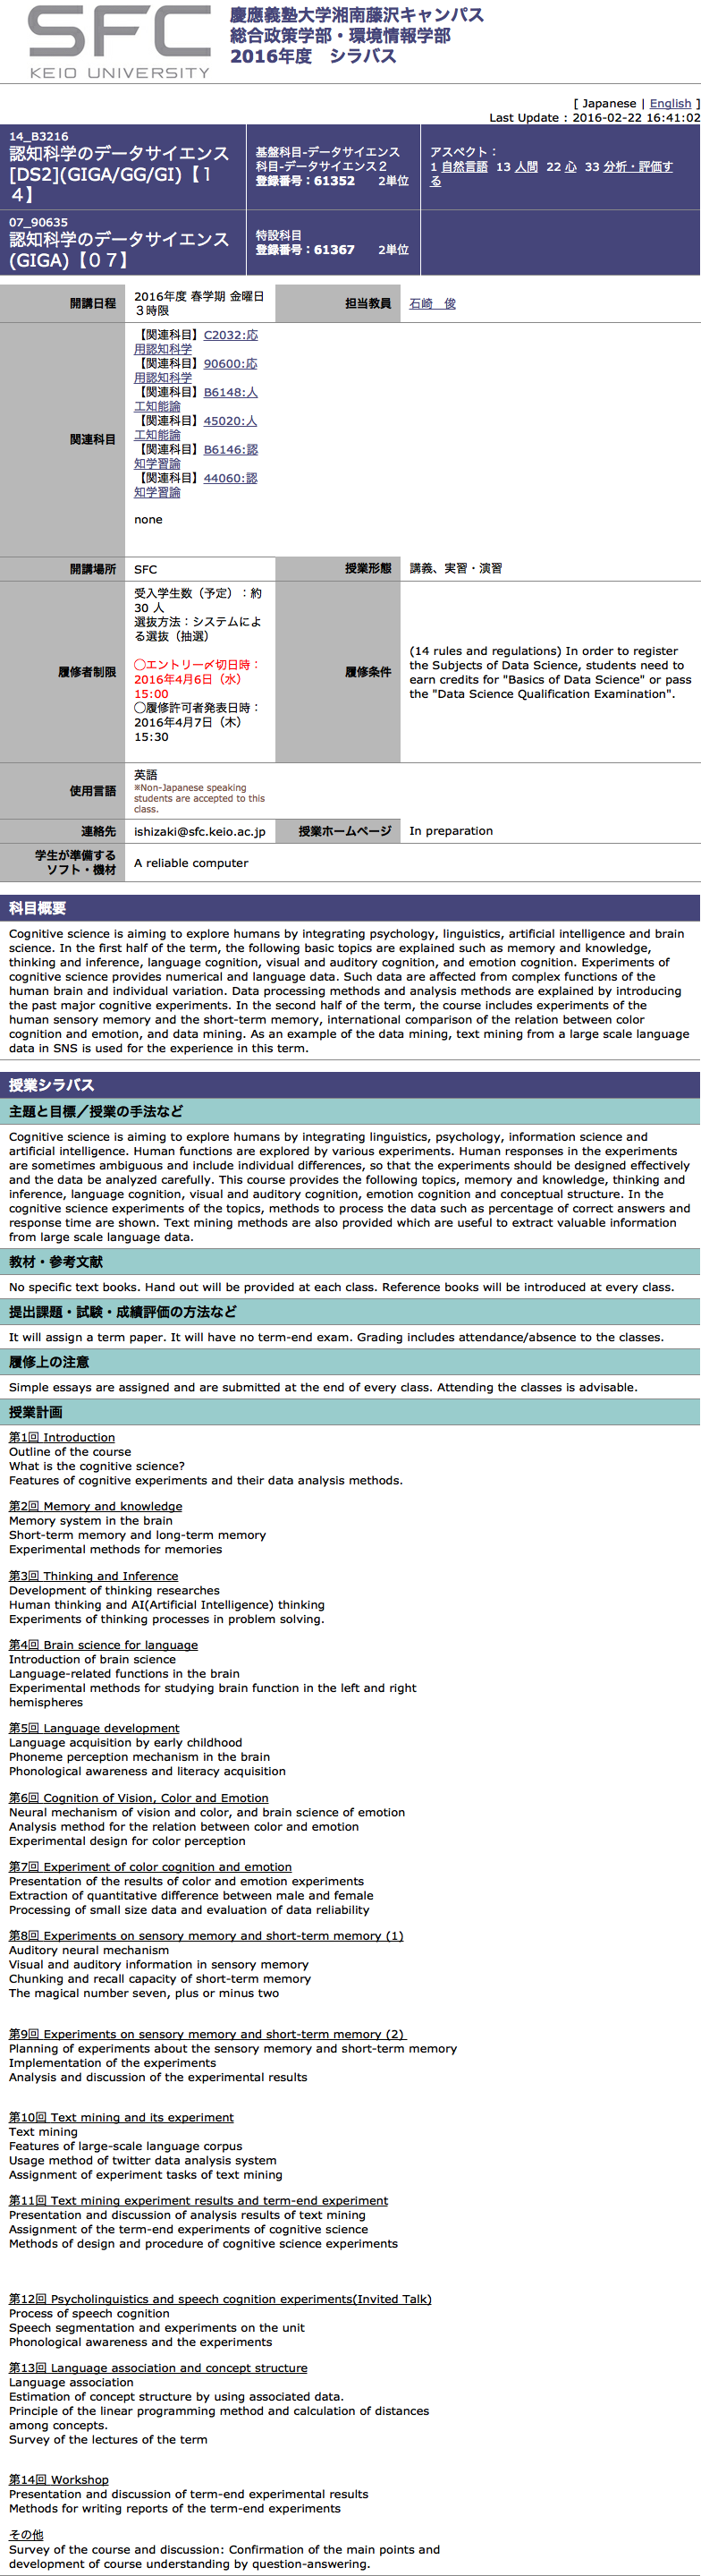 SFC
KEIO UNIVERSITY
慶應義塾大学湘南藤沢キャンパス
総合政策学部・環境情報学部
2016年度　シラバス
[ Japanese | English ]
Last Update : 2016-02-22 16:41:02
14_B3216
認知科学のデータサイエンス
[DS2](GIGA/GG/GI)【１
４】
基盤科目-データサイエンス
科目-データサイエンス２
登録番号：61352　　2単位
アスペクト：
1 自然言語 13 人間 22 心 33 分析・評価す
る
07_90635
認知科学のデータサイエンス
(GIGA)【０７】
特設科目
登録番号：61367　　2単位
開講日程
2016年度 春学期 金曜日
３時限
担当教員
石崎　俊
関連科目
【関連科目】C2032:応
用認知科学
【関連科目】90600:応
用認知科学
【関連科目】B6148:人
工知能論
【関連科目】45020:人
工知能論
【関連科目】B6146:認
知学習論
【関連科目】44060:認
知学習論
none
開講場所
SFC
授業形態
講義、実習・演習
履修者制限
受入学生数（予定）：約
30 人
選抜方法：システムによ
る選抜（抽選）
◯エントリー〆切日時：
2016年4月6日（水）
15:00
◯履修許可者発表日時：
2016年4月7日（木）
15:30
履修条件
(14 rules and regulations) In order to register
the Subjects of Data Science, students need to
earn credits for "Basics of Data Science" or pass
the "Data Science Qualification Examination".
使用言語
英語
※Non-Japanese speaking
students are accepted to this
class.
連絡先
ishizaki@sfc.keio.ac.jp
授業ホームページ
In preparation
学生が準備する
ソフト・機材
A reliable computer
科目概要
Cognitive science is aiming to explore humans by integrating psychology, linguistics, artificial intelligence and brain
science. In the first half of the term, the following basic topics are explained such as memory and knowledge,
thinking and inference, language cognition, visual and auditory cognition, and emotion cognition. Experiments of
cognitive science provides numerical and language data. Such data are affected from complex functions of the
human brain and individual variation. Data processing methods and analysis methods are explained by introducing
the past major cognitive experiments. In the second half of the term, the course includes experiments of the
human sensory memory and the short-term memory, international comparison of the relation between color
cognition and emotion, and data mining. As an example of the data mining, text mining from a large scale language
data in SNS is used for the experience in this term.
授業シラバス
主題と目標／授業の手法など
Cognitive science is aiming to explore humans by integrating linguistics, psychology, information science and
artificial intelligence. Human functions are explored by various experiments. Human responses in the experiments
are sometimes ambiguous and include individual differences, so that the experiments should be designed effectively
and the data be analyzed carefully. This course provides the following topics, memory and knowledge, thinking and
inference, language cognition, visual and auditory cognition, emotion cognition and conceptual structure. In the
cognitive science experiments of the topics, methods to process the data such as percentage of correct answers and
response time are shown. Text mining methods are also provided which are useful to extract valuable information
from large scale language data.
教材・参考文献
No specific text books. Hand out will be provided at each class. Reference books will be introduced at every class.
提出課題・試験・成績評価の方法など
It will assign a term paper. It will have no term-end exam. Grading includes attendance/absence to the classes.
履修上の注意
Simple essays are assigned and are submitted at the end of every class. Attending the classes is advisable.
授業計画
第1回 Introduction
Outline of the course
What is the cognitive science?
Features of cognitive experiments and their data analysis methods.
第2回 Memory and knowledge
Memory system in the brain
Short-term memory and long-term memory
Experimental methods for memories
第3回 Thinking and Inference
Development of thinking researches
Human thinking and AI(Artificial Intelligence) thinking
Experiments of thinking processes in problem solving.
第4回 Brain science for language
Introduction of brain science
Language-related functions in the brain
Experimental methods for studying brain function in the left and right
hemispheres
第5回 Language development
Language acquisition by early childhood
Phoneme perception mechanism in the brain
Phonological awareness and literacy acquisition
第6回 Cognition of Vision, Color and Emotion
Neural mechanism of vision and color, and brain science of emotion
Analysis method for the relation between color and emotion
Experimental design for color perception
第7回 Experiment of color cognition and emotion
Presentation of the results of color and emotion experiments
Extraction of quantitative difference between male and female
Processing of small size data and evaluation of data reliability
第8回 Experiments on sensory memory and short-term memory (1)
Auditory neural mechanism
Visual and auditory information in sensory memory
Chunking and recall capacity of short-term memory
The magical number seven, plus or minus two
第9回 Experiments on sensory memory and short-term memory (2)
Planning of experiments about the sensory memory and short-term memory
Implementation of the experiments
Analysis and discussion of the experimental results
第10回 Text mining and its experiment
Text mining
Features of large-scale language corpus
Usage method of twitter data analysis system
Assignment of experiment tasks of text mining
第11回 Text mining experiment results and term-end experiment
Presentation and discussion of analysis results of text mining
Assignment of the term-end experiments of cognitive science
Methods of design and procedure of cognitive science experiments
第12回 Psycholinguistics and speech cognition experiments(Invited Talk)
Process of speech cognition
Speech segmentation and experiments on the unit
Phonological awareness and the experiments
第13回 Language association and concept structure
Language association
Estimation of concept structure by using associated data.
Principle of the linear programming method and calculation of distances
among concepts.
Survey of the lectures of the term
第14回 Workshop
Presentation and discussion of term-end experimental results
Methods for writing reports of the term-end experiments
その他
Survey of the course and discussion: Confirmation of the main points and
development of course understanding by question-answering.